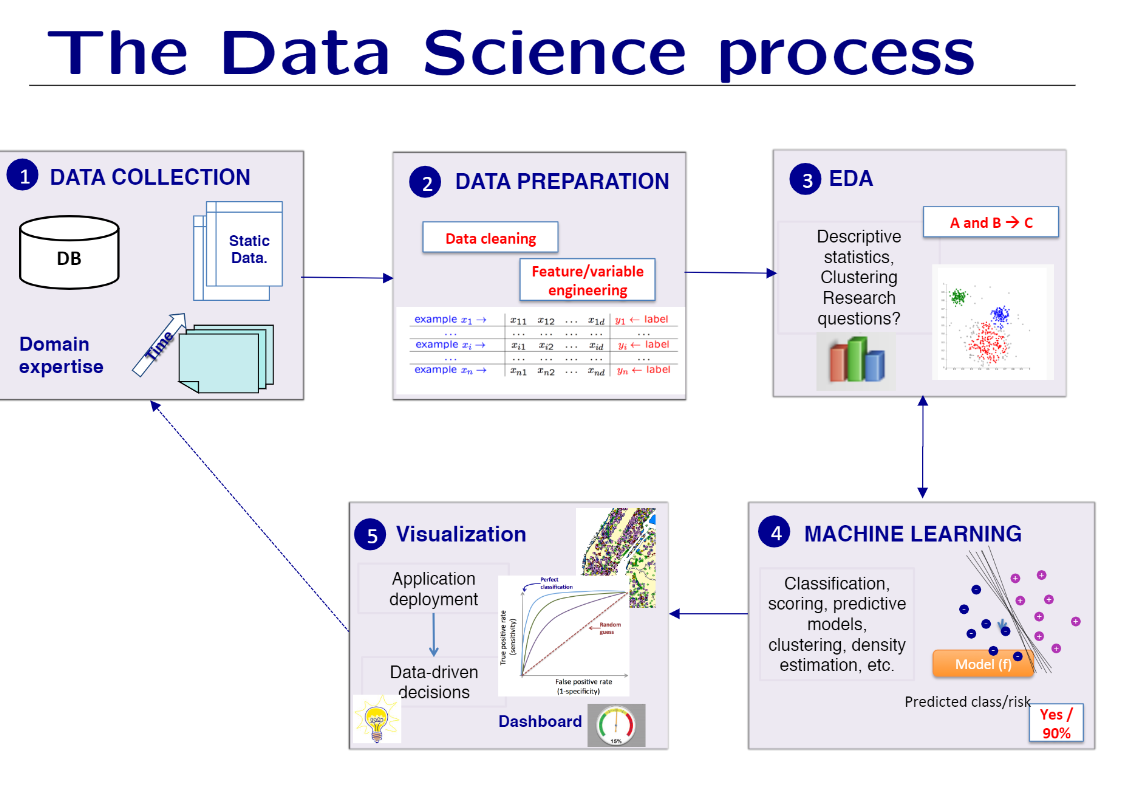 The Data Science process
1 DATA COLLECTION
DB
Static
Data.
Domain
expertise
Time
2 DATA PREPARATION
Data cleaning
Feature/variable
engineering
example x₁ → x₁₁ x₁₂ … x₁d y₁ ← label
… … … …
example xᵢ → xᵢ₁ xᵢ₂ … xᵢd yᵢ ← label
… … … …
example xₙ → xₙ₁ xₙ₂ … xₙd yₙ ← label
3 EDA
A and B → C
Descriptive
statistics,
Clustering
Research
questions?
4 MACHINE LEARNING
Classification,
scoring, predictive
models,
clustering, density
estimation, etc.
Model (f)
Predicted class/risk
Yes /
90%
5 Visualization
Application
deployment
Data-driven
decisions
Perfect
classification
Random
guess
True positive rate
(sensitivity)
False positive rate
(1-specificity)
Dashboard
15%